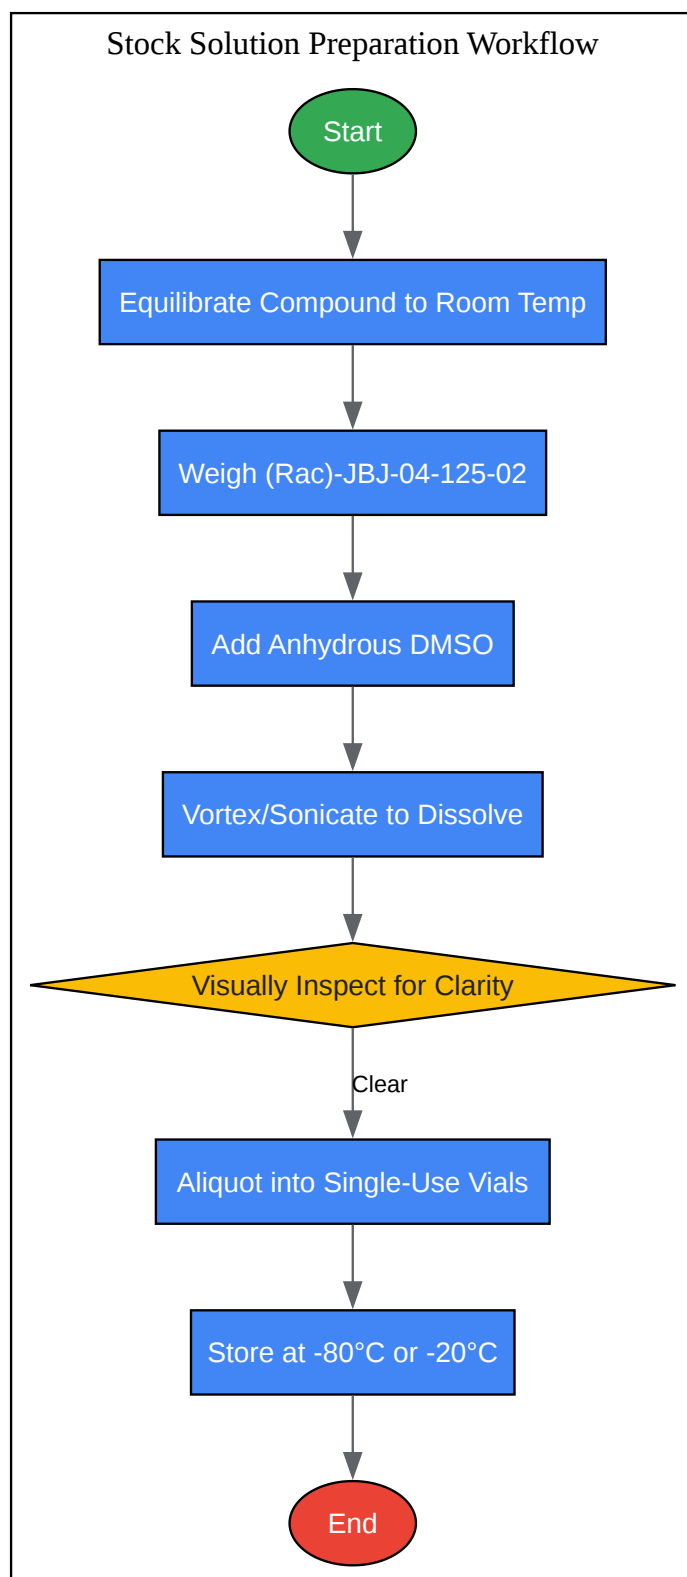 Stock Solution Preparation Workflow
Start
Equilibrate Compound to Room Temp
Weigh (Rac)-JBJ-04-125-02
Add Anhydrous DMSO
Vortex/Sonicate to Dissolve
Visually Inspect for Clarity
Clear
Aliquot into Single-Use Vials
Store at -80°C or -20°C
End